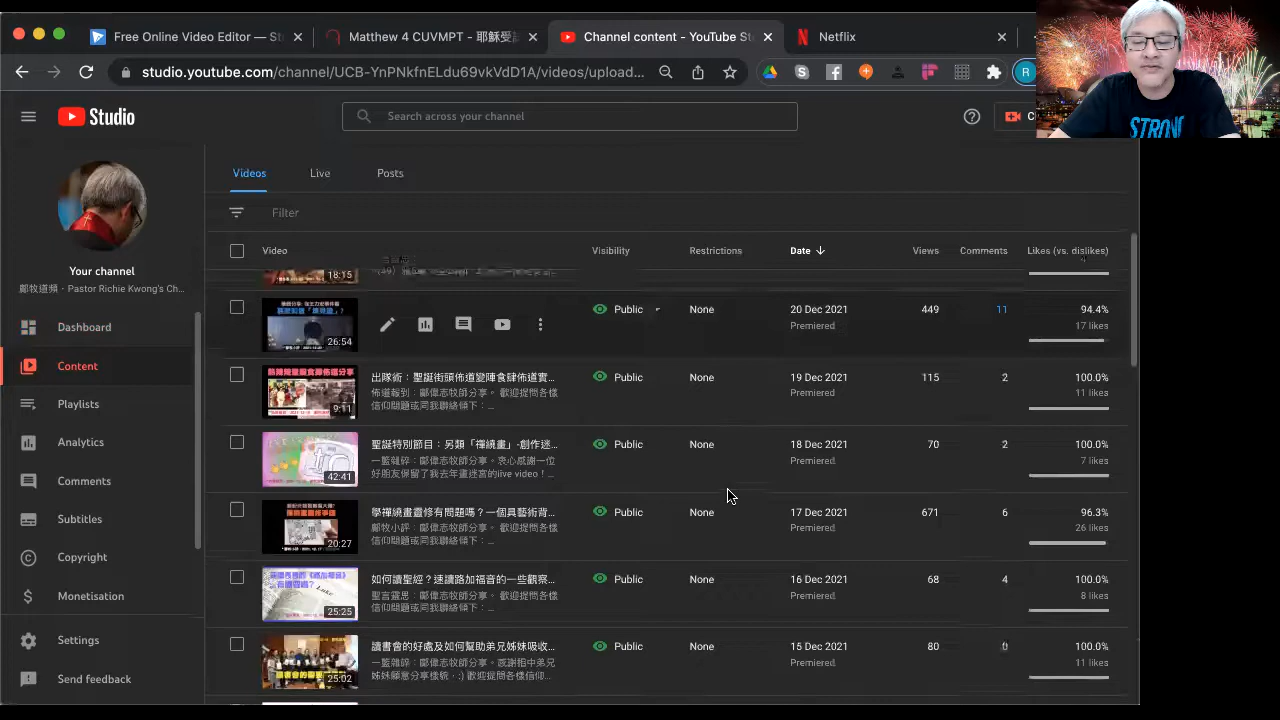 Free Online Video Editor — S
Matthew 4 CUVMPT - 耶穌受
Channel content - YouTube St
Netflix
studio.youtube.com/channel/UCB-YnPNkfnELdc69vkVdD1A/videos/upload...
R
Studio
Search across your channel
STRONG
Videos
Live
Posts
Filter
Your channel
鄺牧道頻・Pastor Richie Kwong's Ch...
Dashboard
Content
Playlists
Analytics
Comments
Subtitles
Copyright
Monetisation
Settings
Send feedback
Video
Visibility
Restrictions
Date
Views
Comments
Likes (vs. dislikes)
18:15
26:54
Public
None
20 Dec 2021
Premiered
449
11
94.4%
17 likes
9:11
出隊術：聖誕街頭佈道變陣食肆佈道實...
佈道報到：鄺偉志牧師分享。 歡迎提問各樣
信仰問題或同我聯絡領下：...
Public
None
19 Dec 2021
Premiered
115
2
100.0%
11 likes
42:41
聖誕特別節目：另類「禪繞畫」-創作迷...
一籃雜碎：鄺偉志牧師分享。衷心感謝一位
好朋友保留了我去年畫迷宮的live video！...
Public
None
18 Dec 2021
Premiered
70
2
100.0%
7 likes
20:27
學禪繞畫靈修有問題嗎？一個具藝術背...
鄺牧小評：鄺偉志牧師分享。 歡迎提問各樣
信仰問題或同我聯絡領下：...
Public
None
17 Dec 2021
Premiered
671
6
96.3%
26 likes
Luke
25:25
如何讀聖經？速讀路加福音的一些觀察...
聖言靈思：鄺偉志牧師分享。 歡迎提問各樣
信仰問題或同我聯絡領下：...
Public
None
16 Dec 2021
Premiered
68
4
100.0%
8 likes
25:02
讀書會的好處及如何幫助弟兄姊妹吸收...
一籃雜碎：鄺偉志牧師分享。感謝相中弟兄
姊妹願意分享樣貌，:) 歡迎提問各樣信仰...
Public
None
15 Dec 2021
Premiered
80
0
100.0%
11 likes